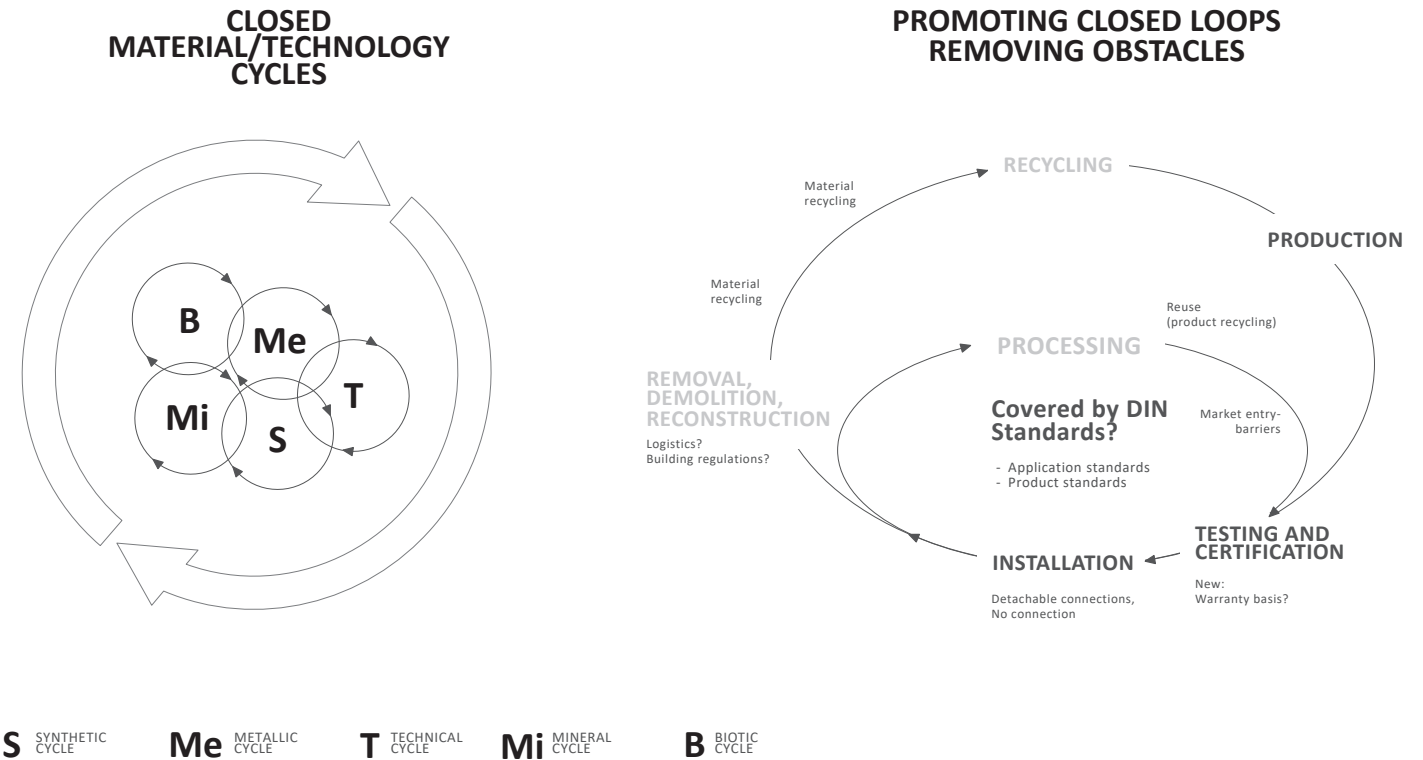 CLOSED
MATERIAL/TECHNOLOGY
CYCLES
B
Me
T
Mi
S
PROMOTING CLOSED LOOPS
REMOVING OBSTACLES
RECYCLING
Material
recycling
PRODUCTION
Material
recycling
Reuse
(product recycling)
PROCESSING
REMOVAL,
DEMOLITION,
RECONSTRUCTION
Logistics?
Building regulations?
Covered by DIN
Standards?
- Application standards
- Product standards
Market entry-
barriers
TESTING AND
CERTIFICATION
New:
Warranty basis?
INSTALLATION
Detachable connections,
No connection
S SYNTHETIC
CYCLE
Me METALLIC
CYCLE
T TECHNICAL
CYCLE
Mi MINERAL
CYCLE
B BIOTIC
CYCLE